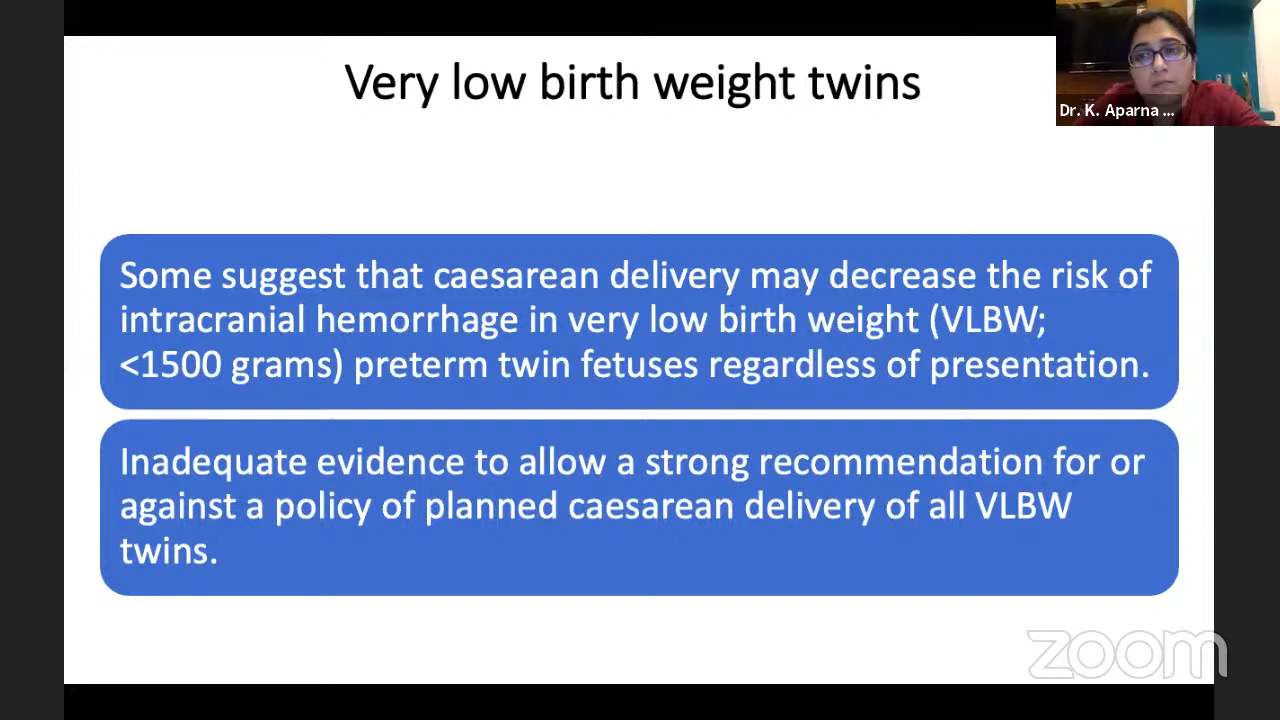 Very low birth weight twins
Dr. K. Aparna ...
Some suggest that caesarean delivery may decrease the risk of
intracranial hemorrhage in very low birth weight (VLBW;
<1500 grams) preterm twin fetuses regardless of presentation.
Inadequate evidence to allow a strong recommendation for or
against a policy of planned caesarean delivery of all VLBW
twins.
zoom